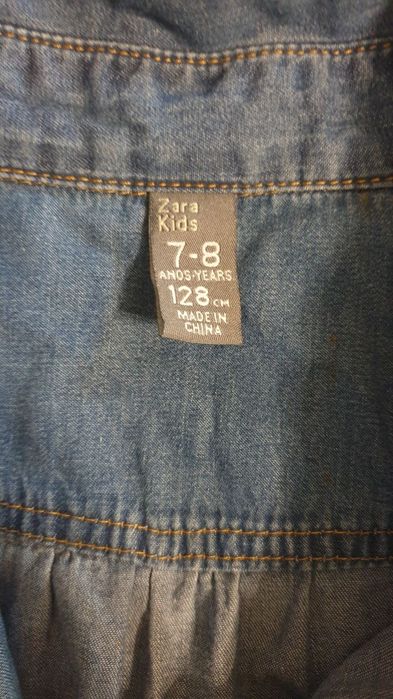 Zara
Kids
7-8
AÑOS-YEARS
128 CM
MADE IN
CHINA